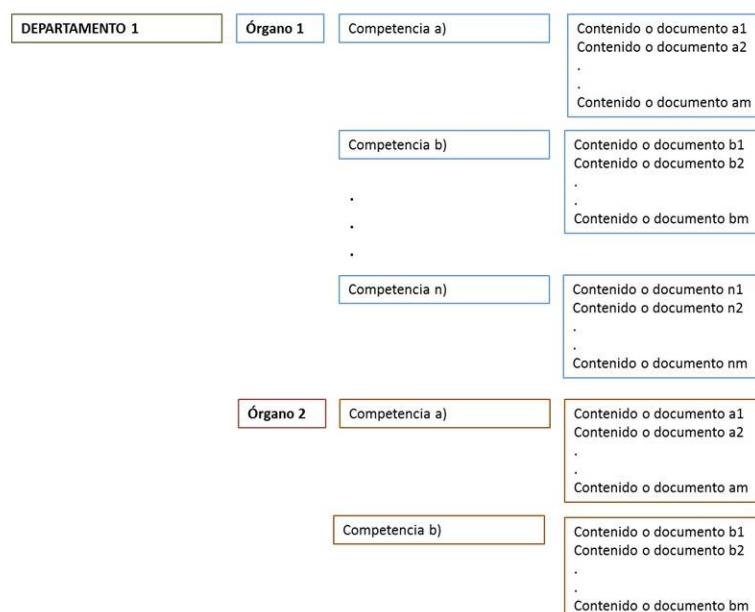 DEPARTAMENTO 1
Órgano 1
Competencia a)
Contenido o documento a1
Contenido o documento a2
.
.
Contenido o documento am
Competencia b)
Contenido o documento b1
Contenido o documento b2
.
.
Contenido o documento bm
.
.
.
Competencia n)
Contenido o documento n1
Contenido o documento n2
.
.
Contenido o documento nm
Órgano 2
Competencia a)
Contenido o documento a1
Contenido o documento a2
.
.
Contenido o documento am
Competencia b)
Contenido o documento b1
Contenido o documento b2
.
.
Contenido o documento bm